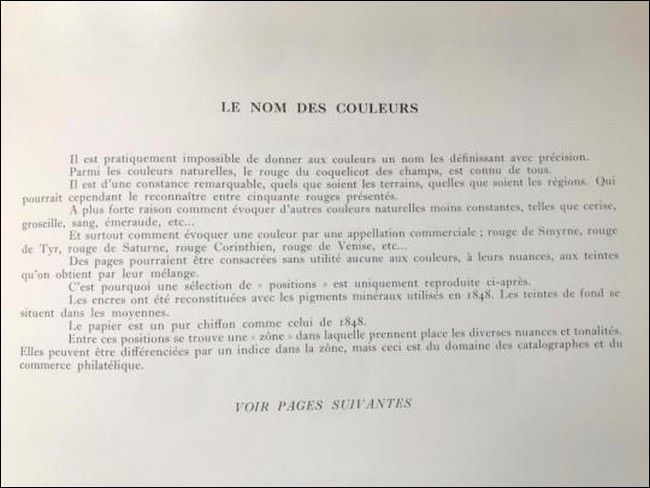 LE NOM DES COULEURS
Il est pratiquement impossible de donner aux couleurs un nom les définissant avec précision.
Parmi les couleurs naturelles, le rouge du coquelicot des champs, est connu de tous.
Il est d'une constance remarquable, quels que soient les terrains, quelles que soient les régions. Qui
pourrait cependant le reconnaître entre cinquante rouges présentés.
A plus forte raison comment évoquer d'autres couleurs naturelles moins constantes, telles que cerise,
groseille, sang, émeraude, etc...
Et surtout comment évoquer une couleur par une appellation commerciale ; rouge de Smyrne, rouge
de Tyr, rouge de Saturne, rouge Corinthien, rouge de Venise, etc...
Des pages pourraient être consacrées sans utilité aucune aux couleurs, à leurs nuances, aux teintes
qu'on obtient par leur mélange.
C'est pourquoi une sélection de « positions » est uniquement reproduite ci-après.
Les encres ont été reconstituées avec les pigments minéraux utilisés en 1848. Les teintes de fond se
situent dans les moyennes.
Le papier est un pur chiffon comme celui de 1848.
Entre ces positions se trouve une « zône » dans laquelle prennent place les diverses nuances et tonalités.
Elles peuvent être différenciées par un indice dans la zône, mais ceci est du domaine des catalographes et du
commerce philatélique.
VOIR PAGES SUIVANTES